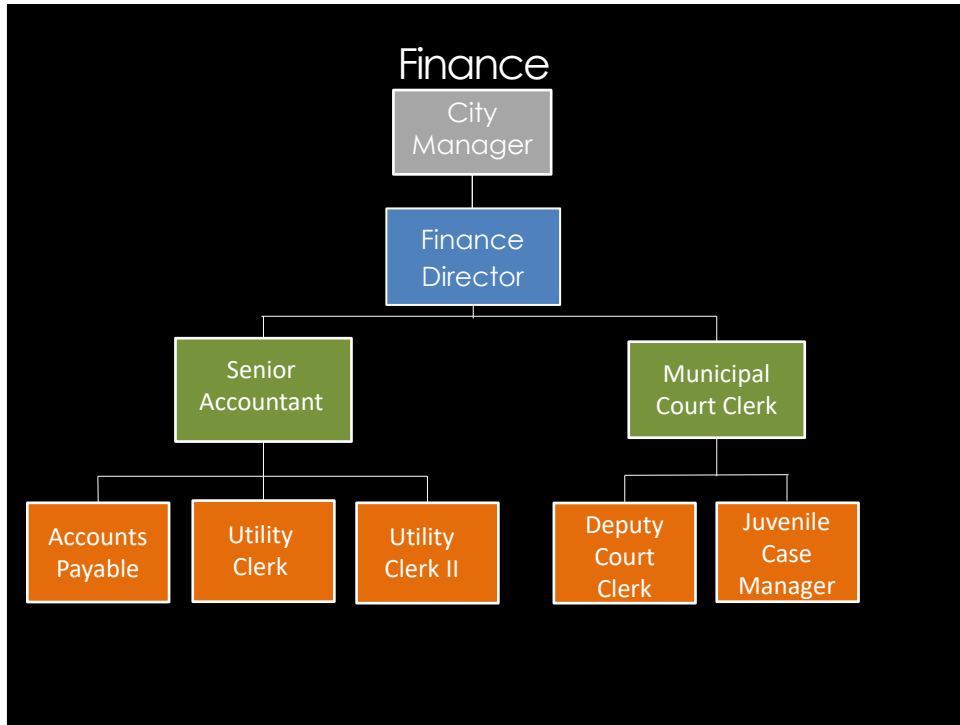 Finance
City
Manager
Finance
Director
Senior
Accountant
Municipal
Court Clerk
Accounts
Payable
Utility
Clerk
Utility
Clerk II
Deputy
Court
Clerk
Juvenile
Case
Manager